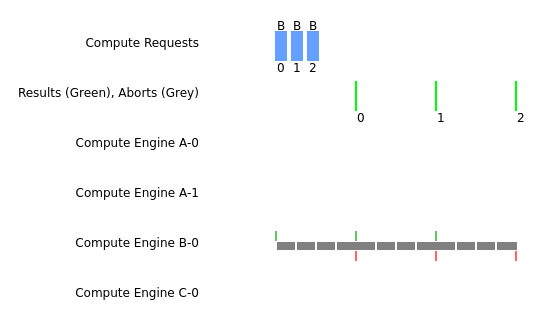 B B B
Compute Requests
0 1 2
Results (Green), Aborts (Grey)
0 1 2
Compute Engine A-0
Compute Engine A-1
Compute Engine B-0
Compute Engine C-0